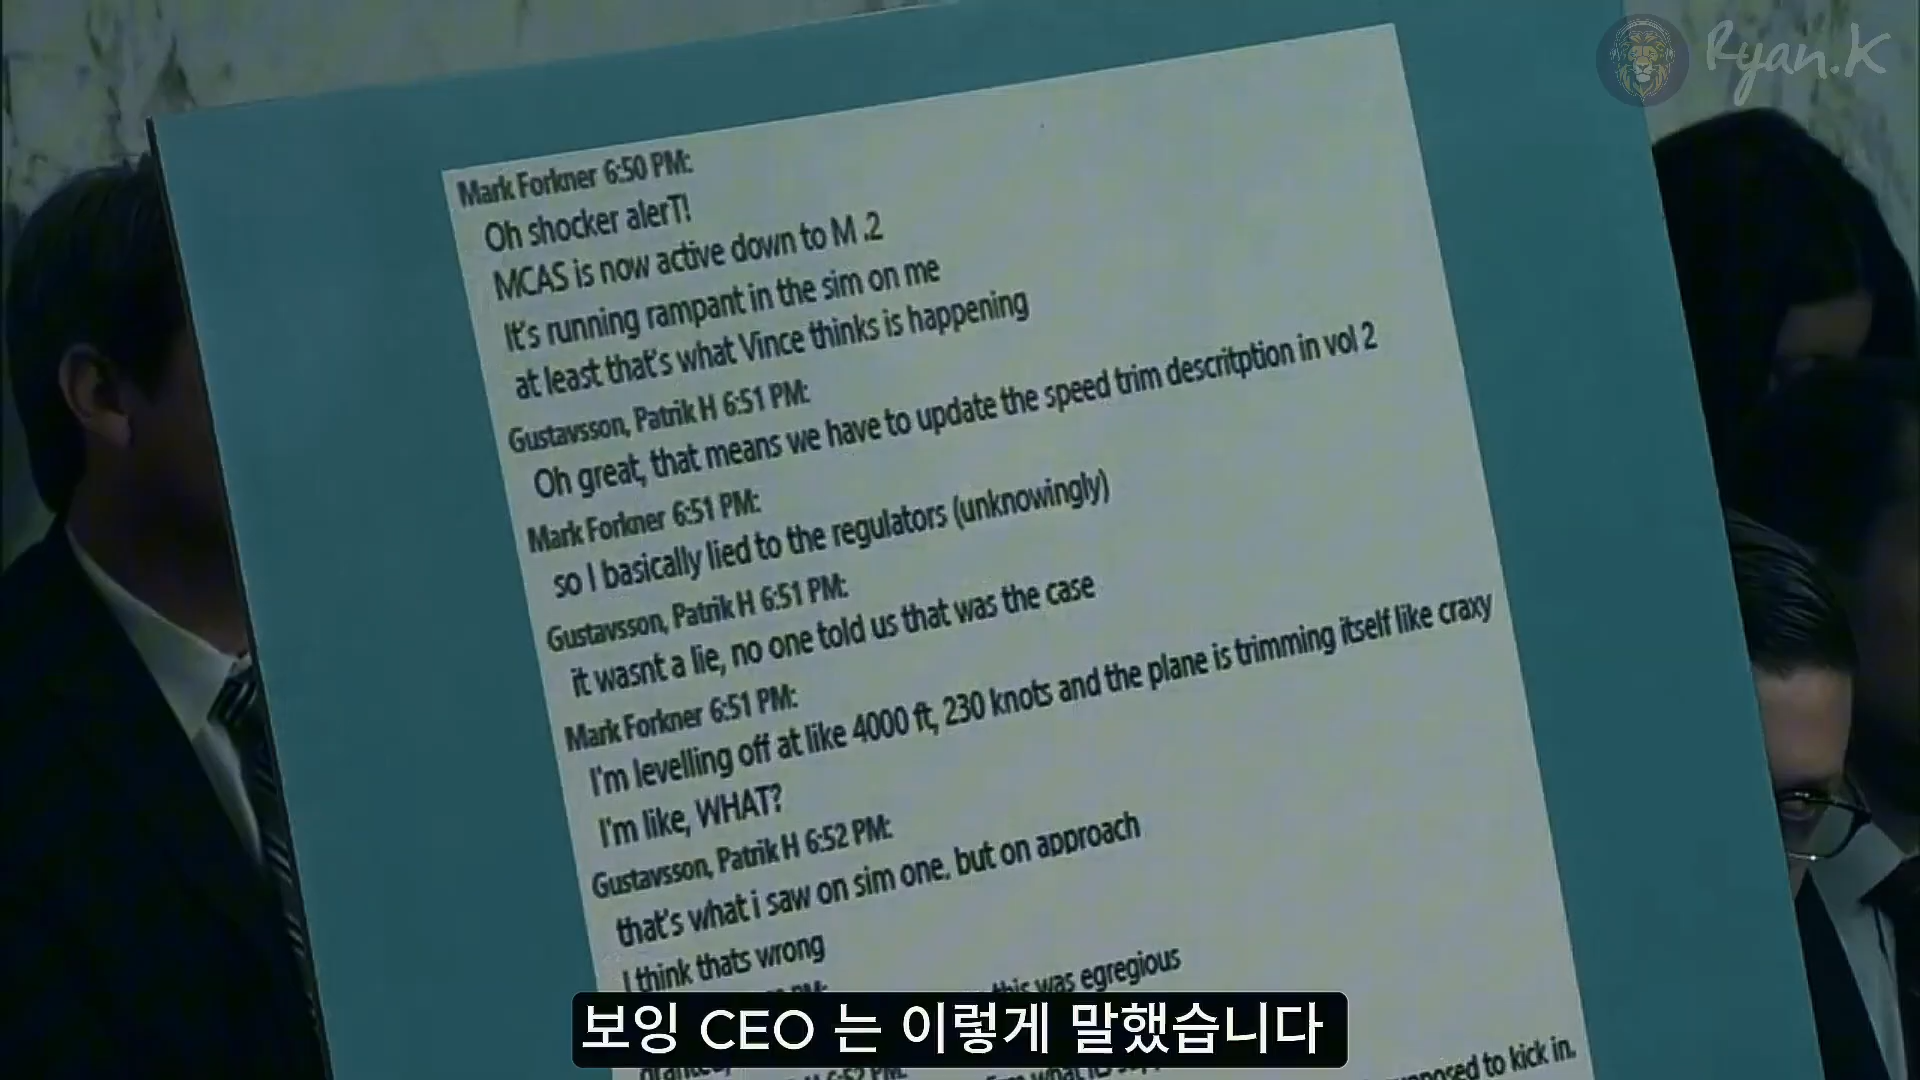 Ryan.K
Mark Forkner 6:50 PM:
Oh shocker alerT!
MCAS is now active down to M .2
It's running rampant in the sim on me
at least that's what Vince thinks is happening
Gustavsson, Patrik H 6:51 PM:
Oh great, that means we have to update the speed trim descritption in vol 2
Mark Forkner 6:51 PM:
so I basically lied to the regulators (unknowingly)
Gustavsson, Patrik H 6:51 PM:
it wasnt a lie, no one told us that was the case
Mark Forkner 6:51 PM:
I'm levelling off at like 4000 ft, 230 knots and the plane is trimming itself like craxy
I'm like, WHAT?
Gustavsson, Patrik H 6:52 PM:
that's what i saw on sim one, but on approach
I think thats wrong
PM:
this was egregious
보잉 CEO 는 이렇게 말했습니다
6:52 PM:
to kick in.